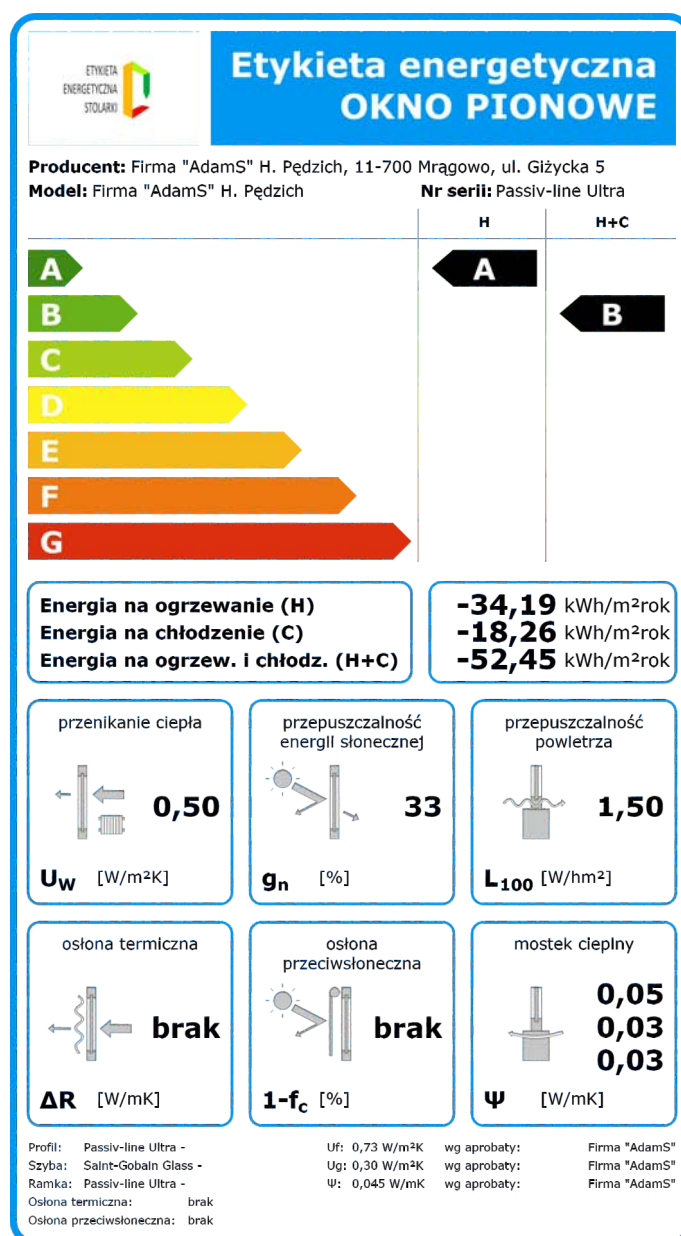 ETYKIETA
ENERGETYCZNA
STOLARKI
Etykieta energetyczna
OKNO PIONOWE
Producent: Firma "AdamS" H. Pędzich, 11-700 Mrągowo, ul. Giżycka 5
Model: Firma "AdamS" H. Pędzich Nr serii: Passiv-line Ultra
H H+C
A A
B B
C
D
E
F
G
Energia na ogrzewanie (H) -34,19 kWh/m²rok
Energia na chłodzenie (C) -18,26 kWh/m²rok
Energia na ogrzew. i chłodz. (H+C) -52,45 kWh/m²rok
przenikanie ciepła
0,50
Uw [W/m²K]
przepuszczalność
energii słonecznej
33
gn [%]
przepuszczalność
powietrza
1,50
L100 [W/hm²]
osłona termiczna
brak
ΔR [W/mK]
osłona
przeciwsłoneczna
brak
1-fc [%]
mostek cieplny
0,05
0,03
0,03
Ψ [W/mK]
Profil: Passiv-line Ultra - Uf: 0,73 W/m²K wg aprobaty: Firma "AdamS"
Szyba: Saint-Gobain Glass - Ug: 0,30 W/m²K wg aprobaty: Firma "AdamS"
Ramka: Passiv-line Ultra - Ψ: 0,045 W/mK wg aprobaty: Firma "AdamS"
Osłona termiczna: brak
Osłona przeciwsłoneczna: brak